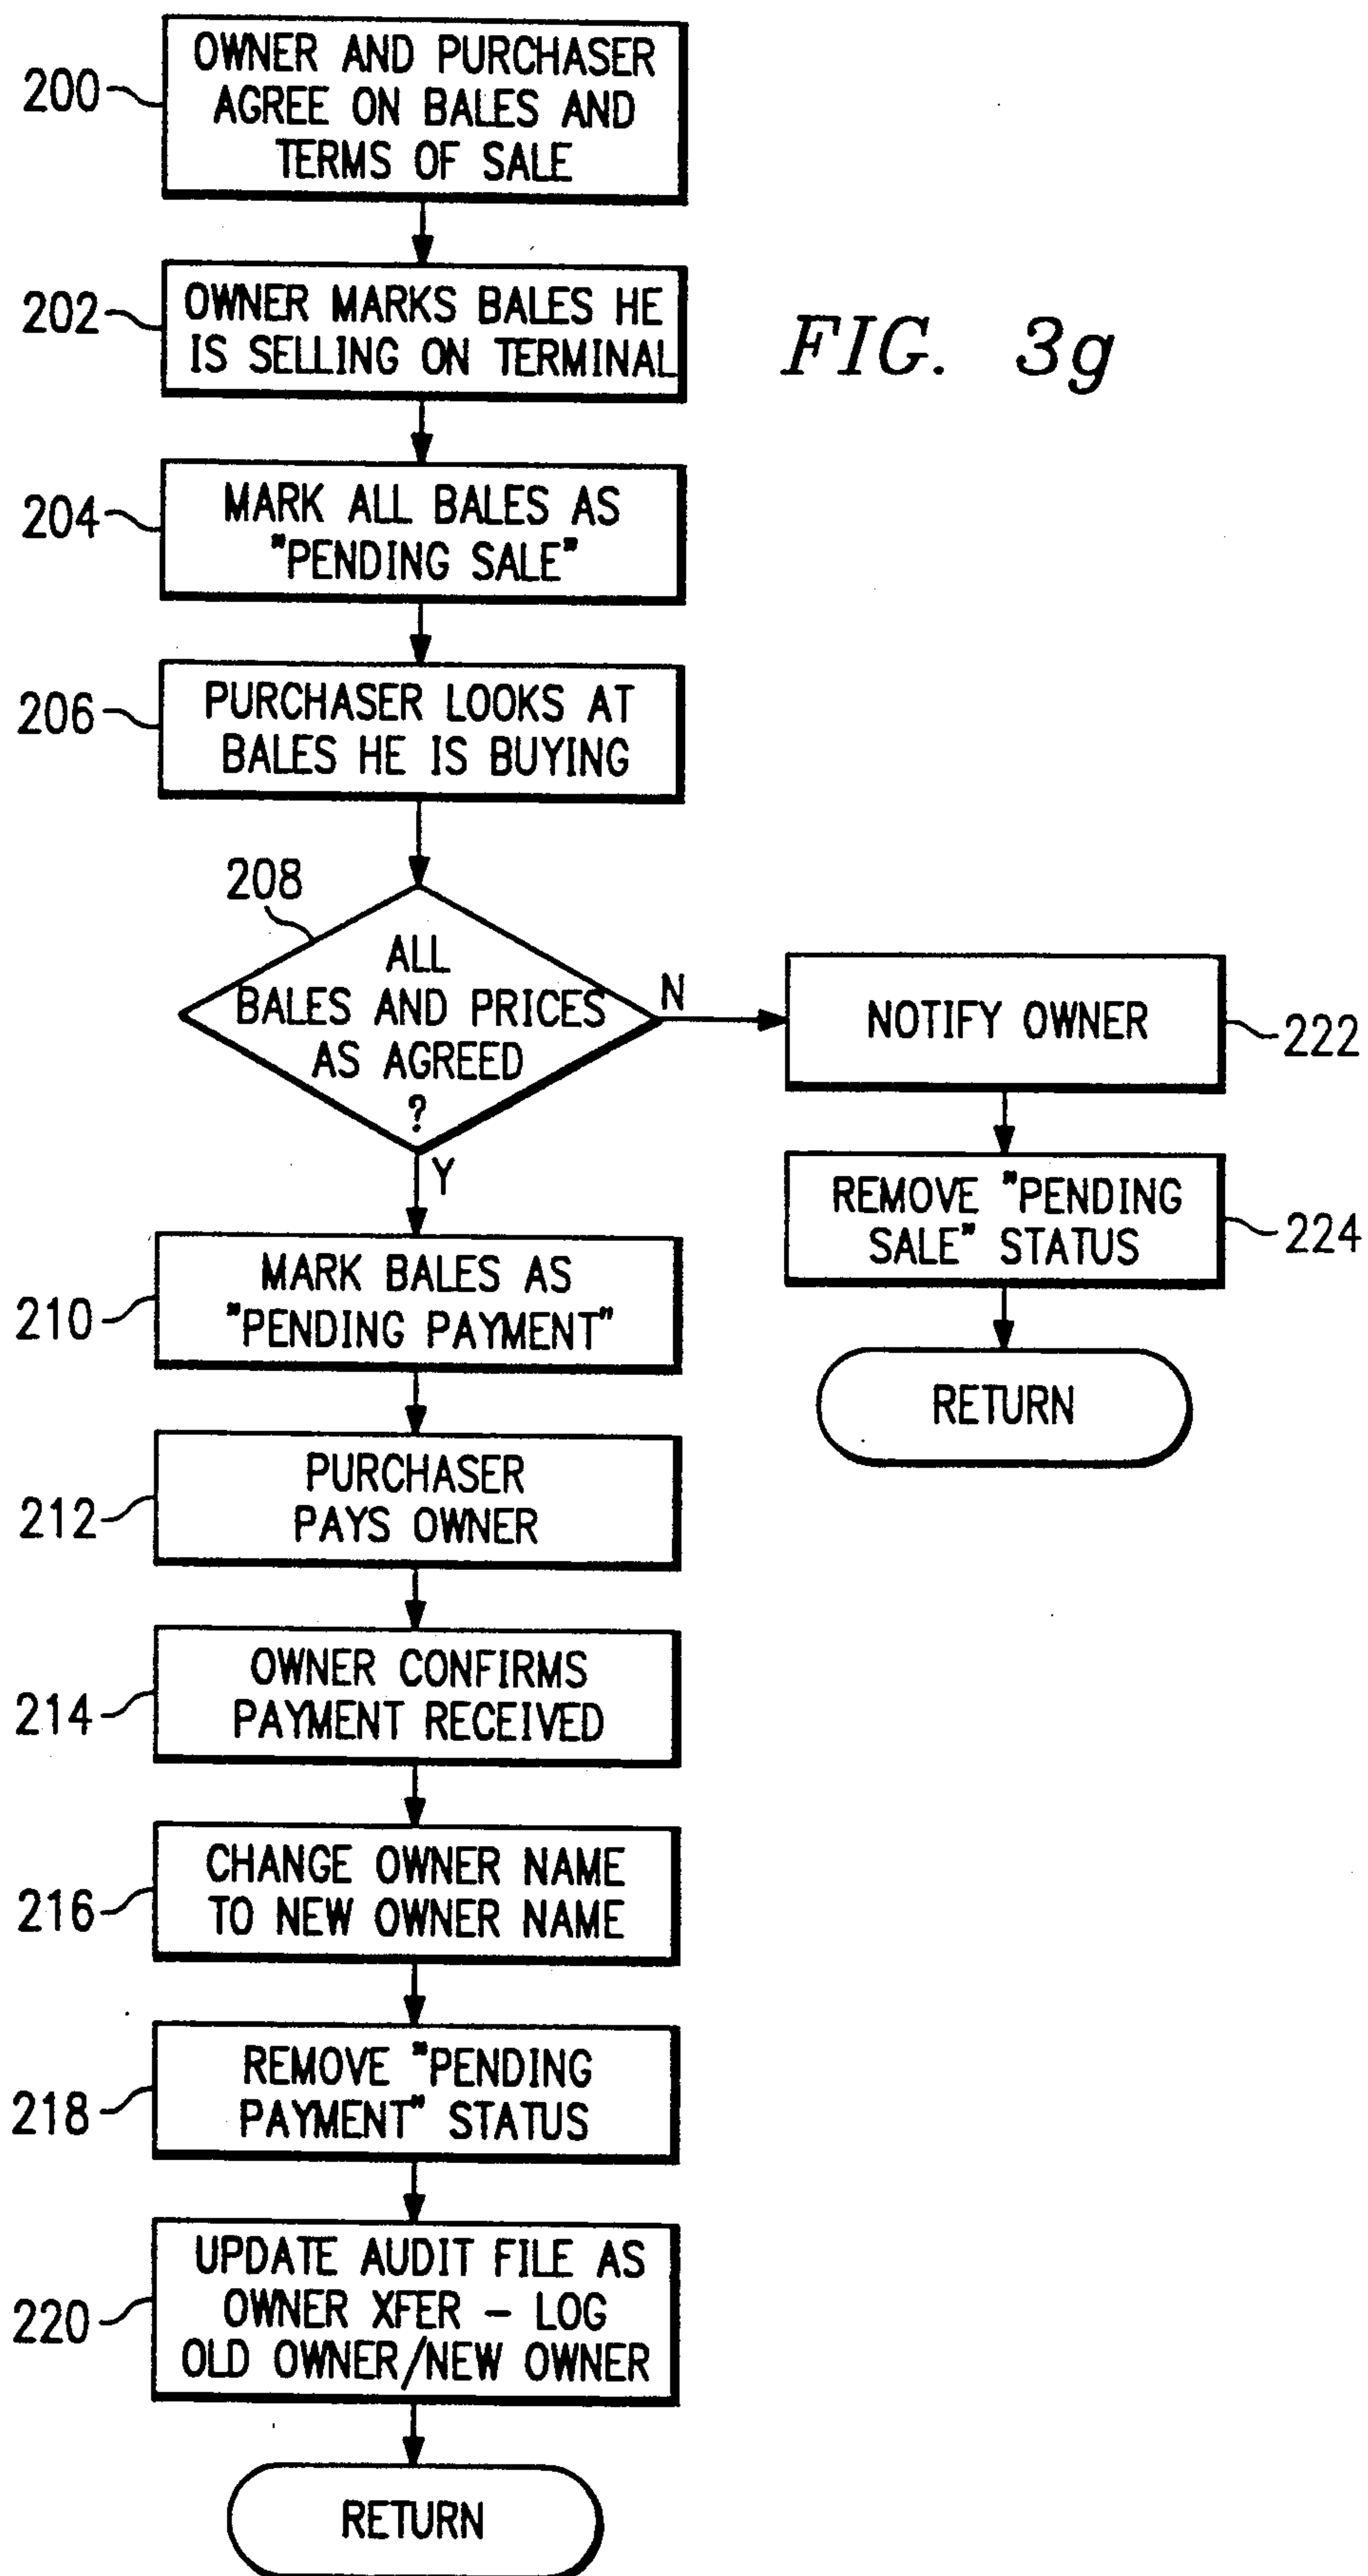 200
OWNER AND PURCHASER
AGREE ON BALES AND
TERMS OF SALE
202
OWNER MARKS BALES HE
IS SELLING ON TERMINAL
FIG. 3g
204
MARK ALL BALES AS
"PENDING SALE"
206
PURCHASER LOOKS AT
BALES HE IS BUYING
208
ALL
BALES AND PRICES
AS AGREED
?
N
NOTIFY OWNER
222
Y
REMOVE "PENDING
SALE" STATUS
224
RETURN
210
MARK BALES AS
"PENDING PAYMENT"
212
PURCHASER
PAYS OWNER
214
OWNER CONFIRMS
PAYMENT RECEIVED
216
CHANGE OWNER NAME
TO NEW OWNER NAME
218
REMOVE "PENDING
PAYMENT" STATUS
220
UPDATE AUDIT FILE AS
OWNER XFER – LOG
OLD OWNER/NEW OWNER
RETURN